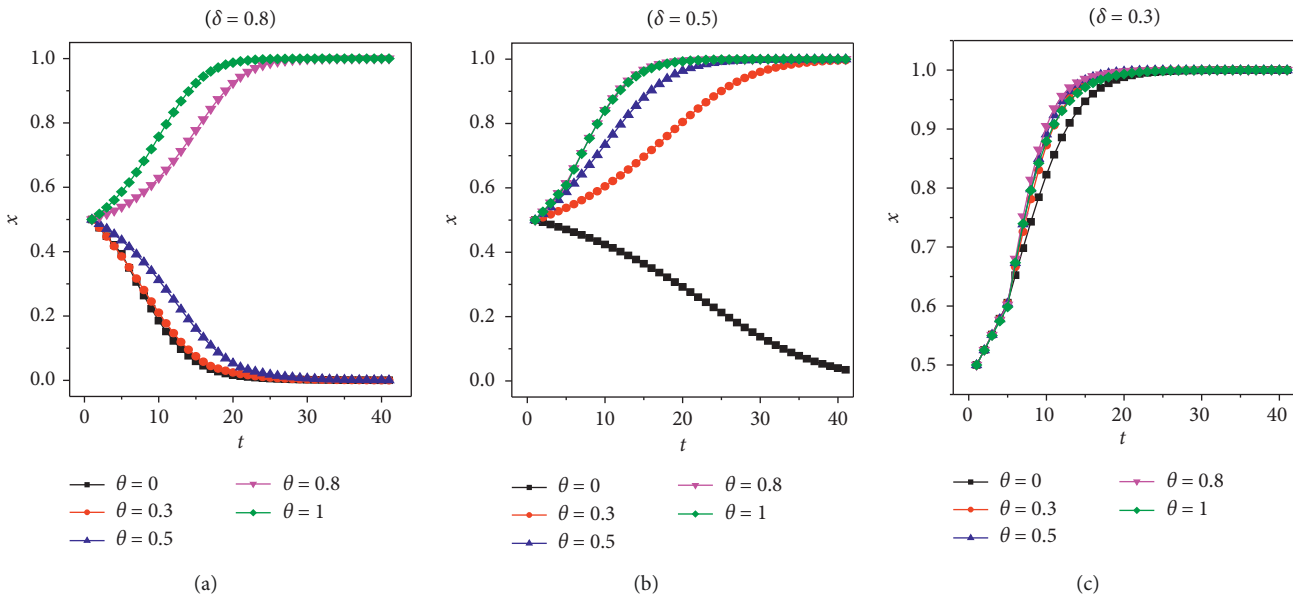 (δ = 0.8)
1.0
0.8
0.6
0.4
0.2
0.0
x
0 10 20 30 40
t
θ = 0
θ = 0.3
θ = 0.5
θ = 0.8
θ = 1
(a)
(δ = 0.5)
1.0
0.8
0.6
0.4
0.2
0.0
x
0 10 20 30 40
t
θ = 0
θ = 0.3
θ = 0.5
θ = 0.8
θ = 1
(b)
(δ = 0.3)
1.0
0.9
0.8
0.7
0.6
0.5
x
0 10 20 30 40
t
θ = 0
θ = 0.3
θ = 0.5
θ = 0.8
θ = 1
(c)